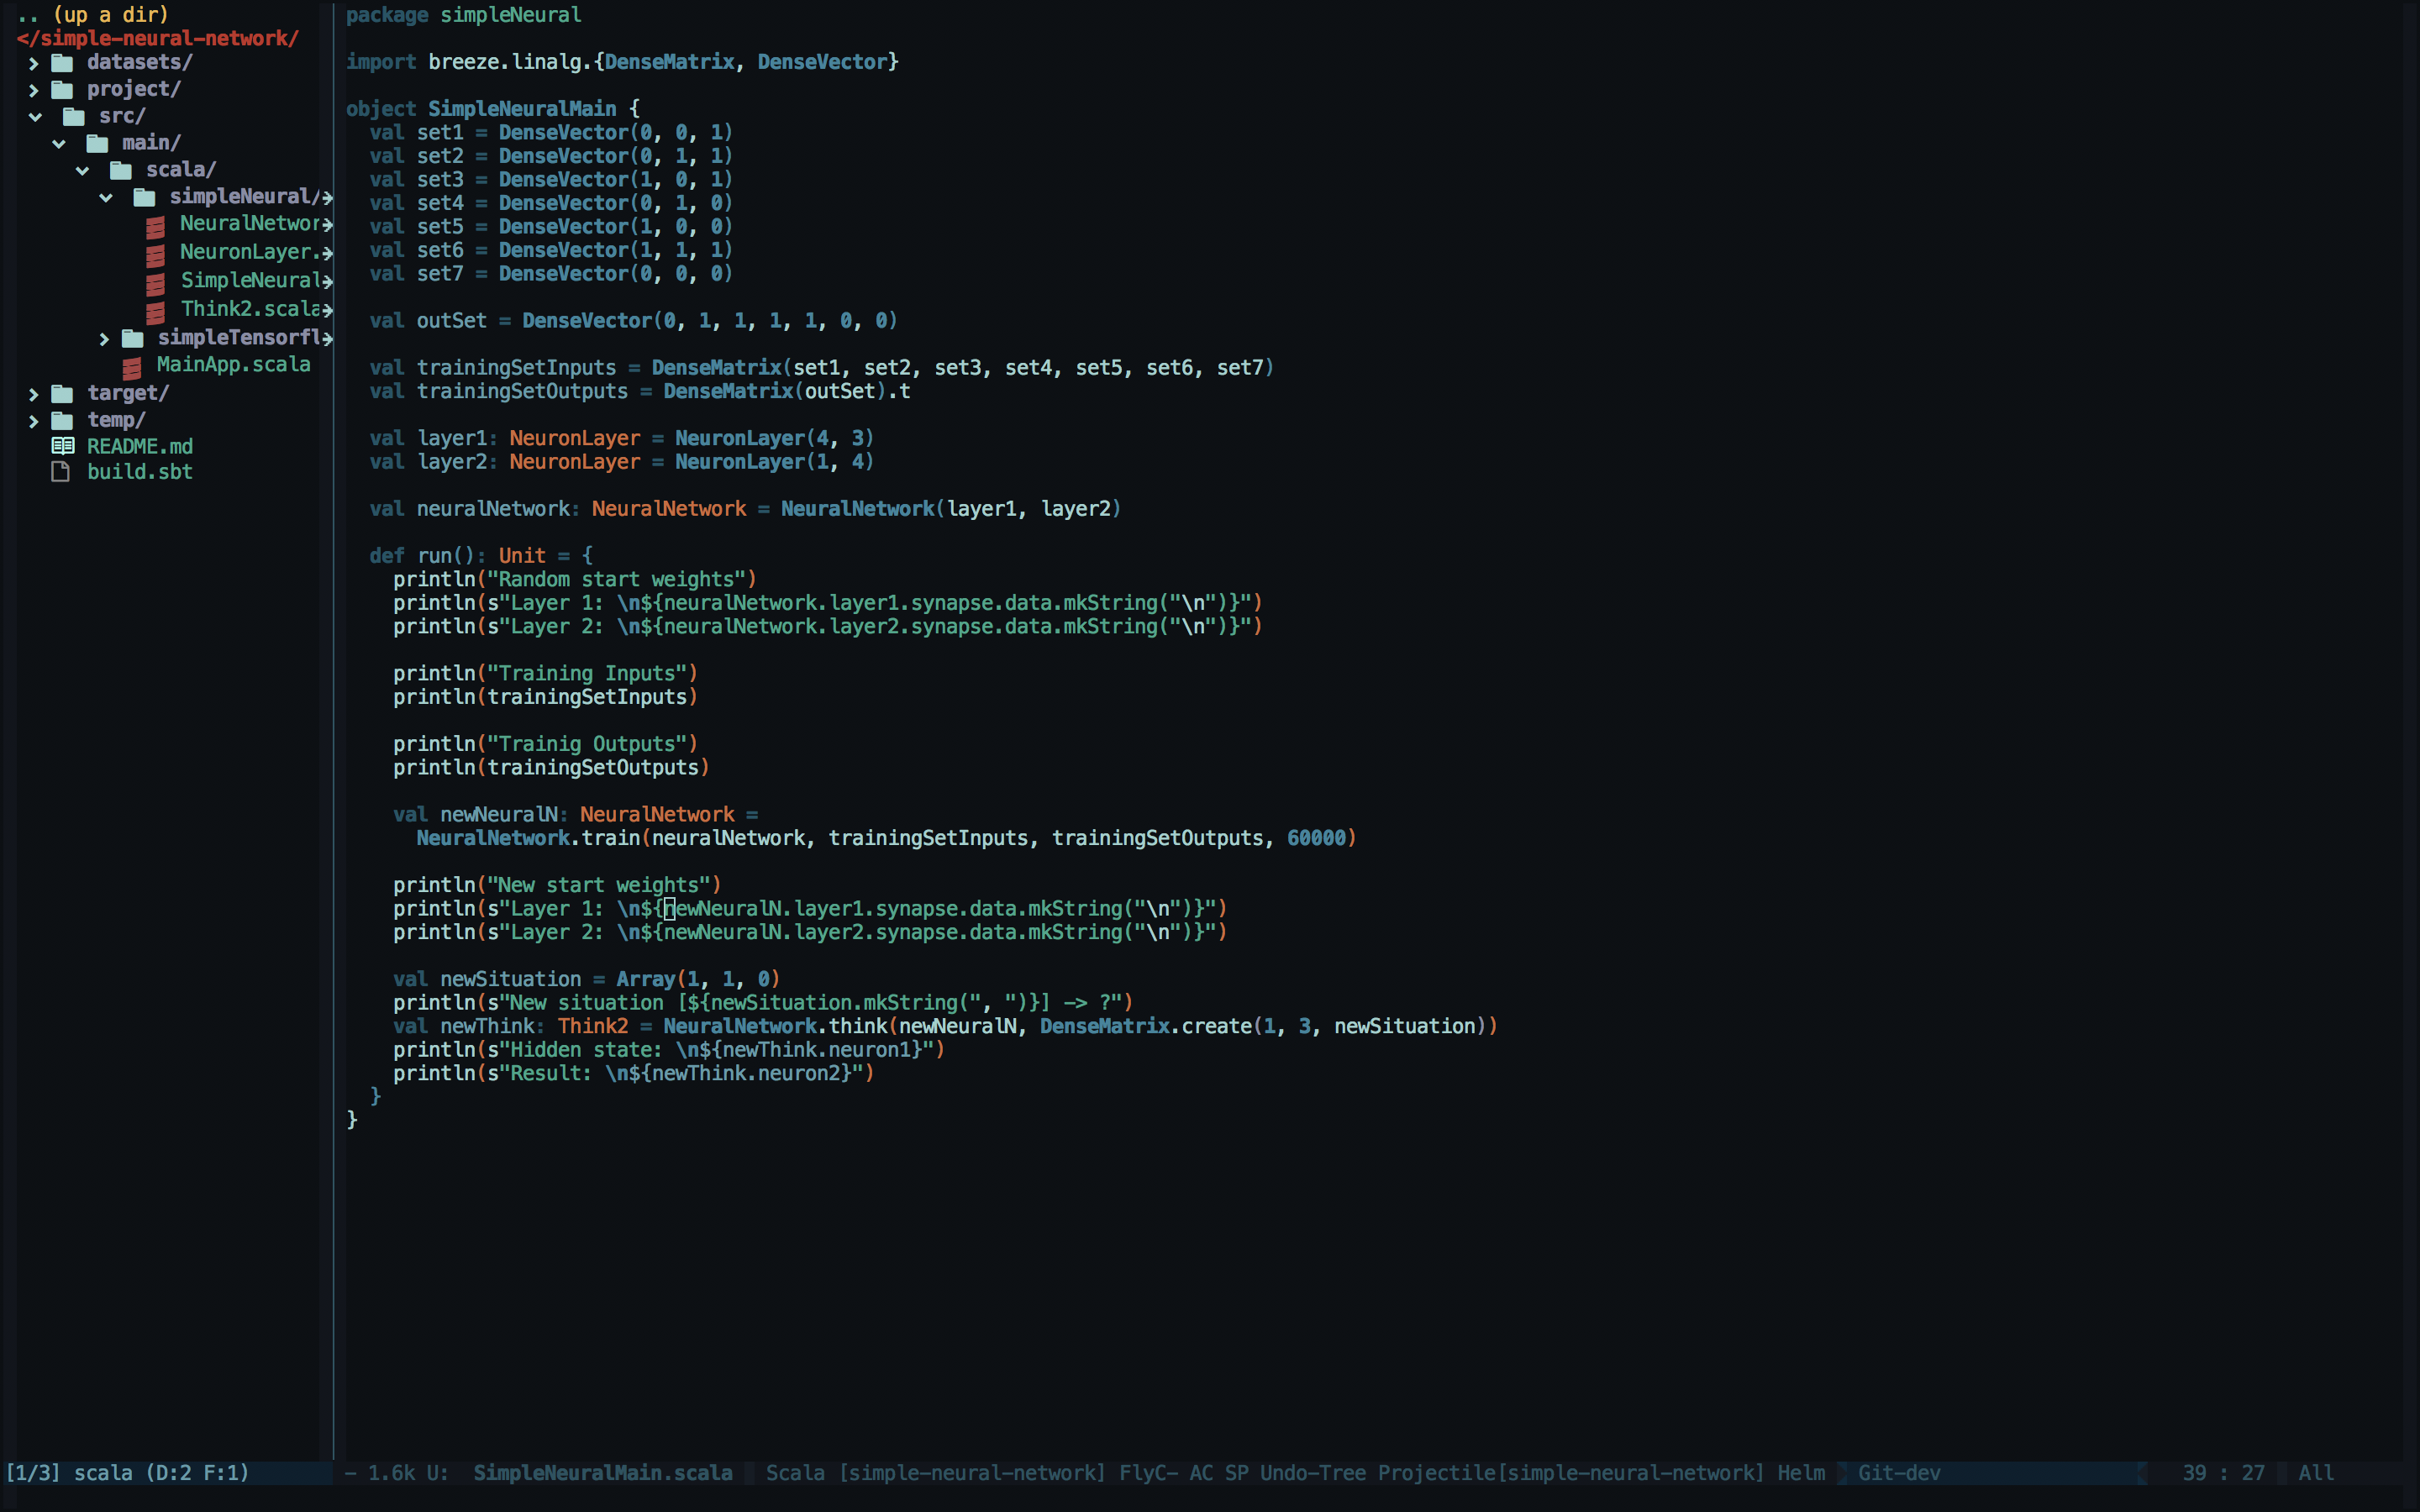 .. (up a dir)
</simple-neural-network/
datasets/
project/
src/
main/
scala/
simpleNeural/
NeuralNetwor
NeuronLayer.
SimpleNeural
Think2.scala
simpleTensorfl
MainApp.scala
target/
temp/
README.md
build.sbt
package simpleNeural
import breeze.linalg.{DenseMatrix, DenseVector}
object SimpleNeuralMain {
  val set1 = DenseVector(0, 0, 1)
  val set2 = DenseVector(0, 1, 1)
  val set3 = DenseVector(1, 0, 1)
  val set4 = DenseVector(0, 1, 0)
  val set5 = DenseVector(1, 0, 0)
  val set6 = DenseVector(1, 1, 1)
  val set7 = DenseVector(0, 0, 0)
  val outSet = DenseVector(0, 1, 1, 1, 1, 0, 0)
  val trainingSetInputs = DenseMatrix(set1, set2, set3, set4, set5, set6, set7)
  val trainingSetOutputs = DenseMatrix(outSet).t
  val layer1: NeuronLayer = NeuronLayer(4, 3)
  val layer2: NeuronLayer = NeuronLayer(1, 4)
  val neuralNetwork: NeuralNetwork = NeuralNetwork(layer1, layer2)
  def run(): Unit = {
    println("Random start weights")
    println(s"Layer 1: \n${neuralNetwork.layer1.synapse.data.mkString("\n")}")
    println(s"Layer 2: \n${neuralNetwork.layer2.synapse.data.mkString("\n")}")
    println("Training Inputs")
    println(trainingSetInputs)
    println("Trainig Outputs")
    println(trainingSetOutputs)
    val newNeuralN: NeuralNetwork =
      NeuralNetwork.train(neuralNetwork, trainingSetInputs, trainingSetOutputs, 60000)
    println("New start weights")
    println(s"Layer 1: \n${newNeuralN.layer1.synapse.data.mkString("\n")}")
    println(s"Layer 2: \n${newNeuralN.layer2.synapse.data.mkString("\n")}")
    val newSituation = Array(1, 1, 0)
    println(s"New situation [${newSituation.mkString(", ")}] -> ?")
    val newThink: Think2 = NeuralNetwork.think(newNeuralN, DenseMatrix.create(1, 3, newSituation))
    println(s"Hidden state: \n${newThink.neuron1}")
    println(s"Result: \n${newThink.neuron2}")
  }
}
[1/3] scala (D:2 F:1)
- 1.6k U: SimpleNeuralMain.scala Scala [simple-neural-network] FlyC- AC SP Undo-Tree Projectile[simple-neural-network] Helm Git-dev 39 : 27 All